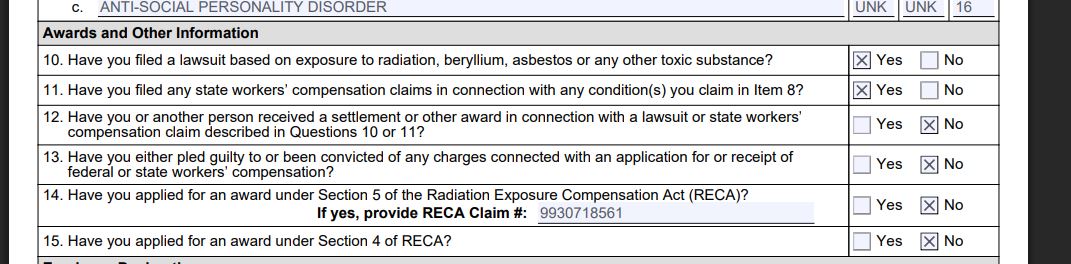 c. ANTI-SOCIAL PERSONALITY DISORDER UNK UNK 16
Awards and Other Information
10. Have you filed a lawsuit based on exposure to radiation, beryllium, asbestos or any other toxic substance? Yes No
11. Have you filed any state workers' compensation claims in connection with any condition(s) you claim in Item 8? Yes No
12. Have you or another person received a settlement or other award in connection with a lawsuit or state workers'
compensation claim described in Questions 10 or 11? Yes No
13. Have you either pled guilty to or been convicted of any charges connected with an application for or receipt of
federal or state workers' compensation? Yes No
14. Have you applied for an award under Section 5 of the Radiation Exposure Compensation Act (RECA)? Yes No
If yes, provide RECA Claim #: 9930718561
15. Have you applied for an award under Section 4 of RECA? Yes No